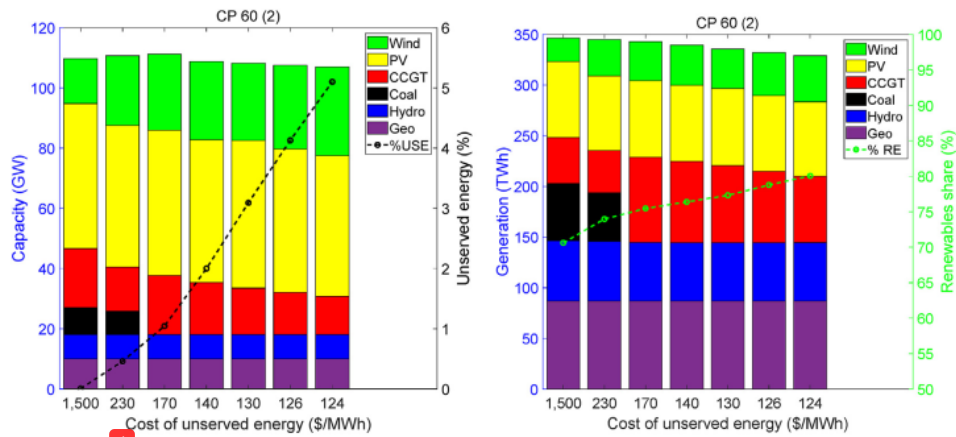 CP 60 (2)
120
100
80
60
40
20
0
Capacity (GW)
6
5
4
3
2
1
0
Unserved energy (%)
Wind
PV
CCGT
Coal
Hydro
Geo
%USE
1,500 230 170 140 130 126 124
Cost of unserved energy ($/MWh)
CP 60 (2)
350
300
250
200
150
100
50
0
Generation (TWh)
100
95
90
85
80
75
70
65
60
55
50
Renewables share (%)
Wind
PV
CCGT
Coal
Hydro
Geo
% RE
1,500 230 170 140 130 126 124
Cost of unserved energy ($/MWh)